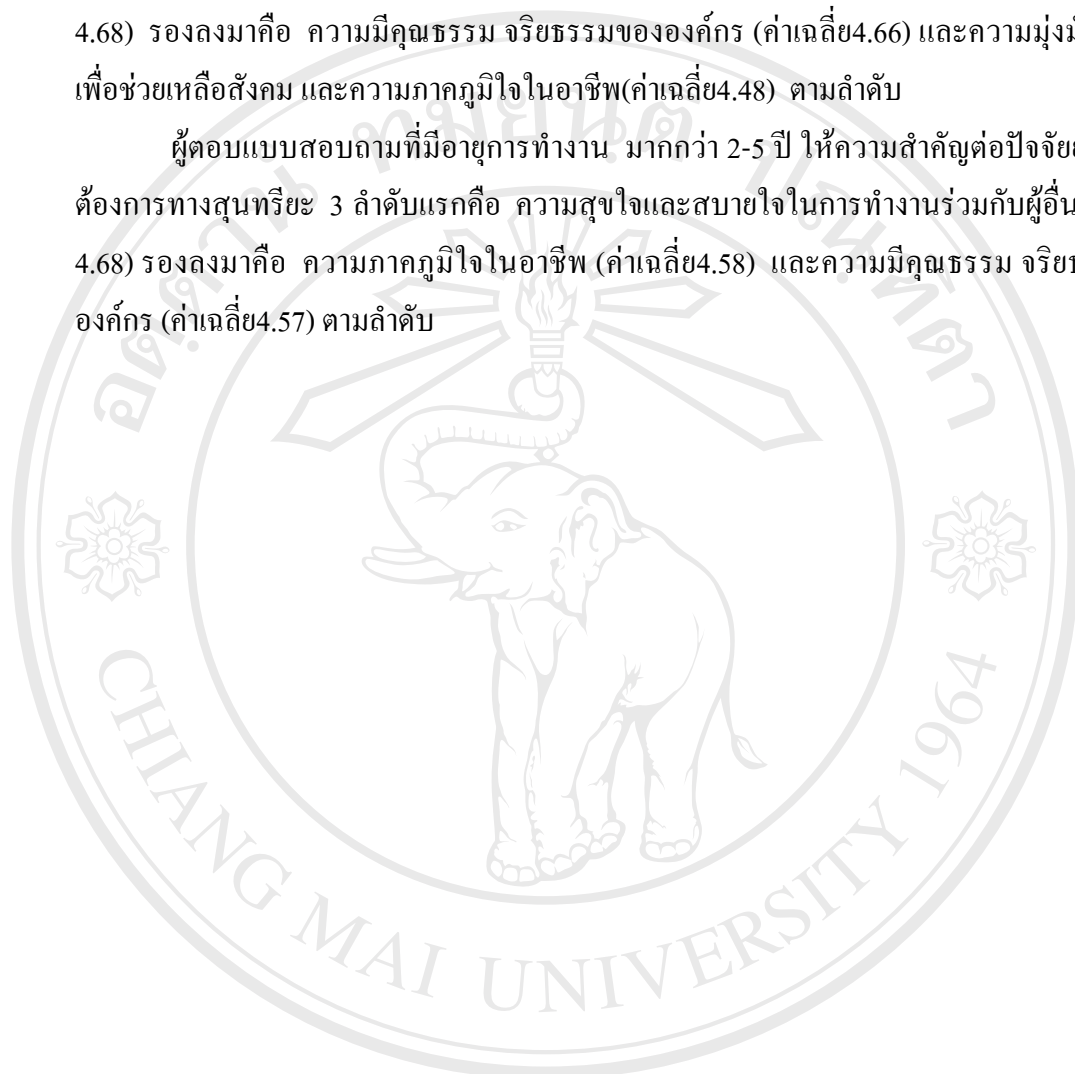 4.68) รองลงมาคือ ความมีคุณธรรม จริยธรรมขององค์กร (ค่าเฉลี่ย4.66) และความมุ่งมั
เพื่อช่วยเหลือสังคม และความภาคภูมิใจในอาชีพ(ค่าเฉลี่ย4.48) ตามลำดับ
ผู้ตอบแบบสอบถามที่มีอายุการทำงาน มากกว่า 2-5 ปี ให้ความสำคัญต่อปัจจัย
ต้องการทางสุนทรียะ 3 ลำดับแรกคือ ความสุขใจและสบายใจในการทำงานร่วมกับผู้อื่น
4.68) รองลงมาคือ ความภาคภูมิใจในอาชีพ (ค่าเฉลี่ย4.58) และความมีคุณธรรม จริย
องค์กร (ค่าเฉลี่ย4.57) ตามลำดับ
อตฺตานํ ทมยนฺติ ปณฺฑิตา
CHIANG MAI UNIVERSITY 1964